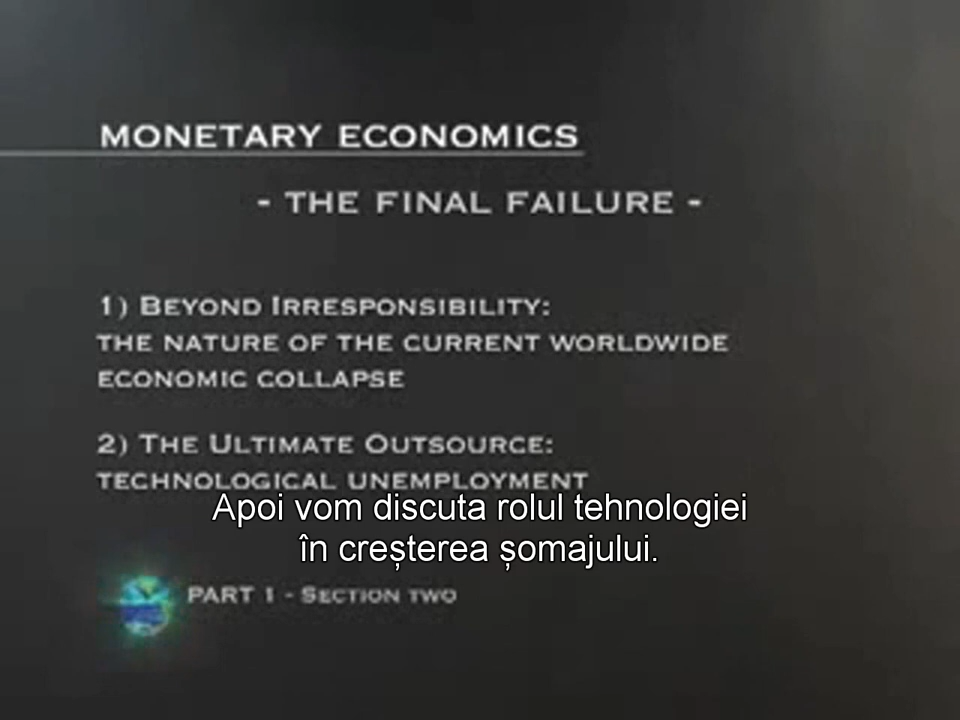 MONETARY ECONOMICS
- THE FINAL FAILURE -
1) BEYOND IRRESPONSIBILITY:
THE NATURE OF THE CURRENT WORLDWIDE
ECONOMIC COLLAPSE
2) THE ULTIMATE OUTSOURCE:
TECHNOLOGICAL UNEMPLOYMENT
Apoi vom discuta rolul tehnologiei
în creșterea șomajului.
PART 1 - SECTION TWO